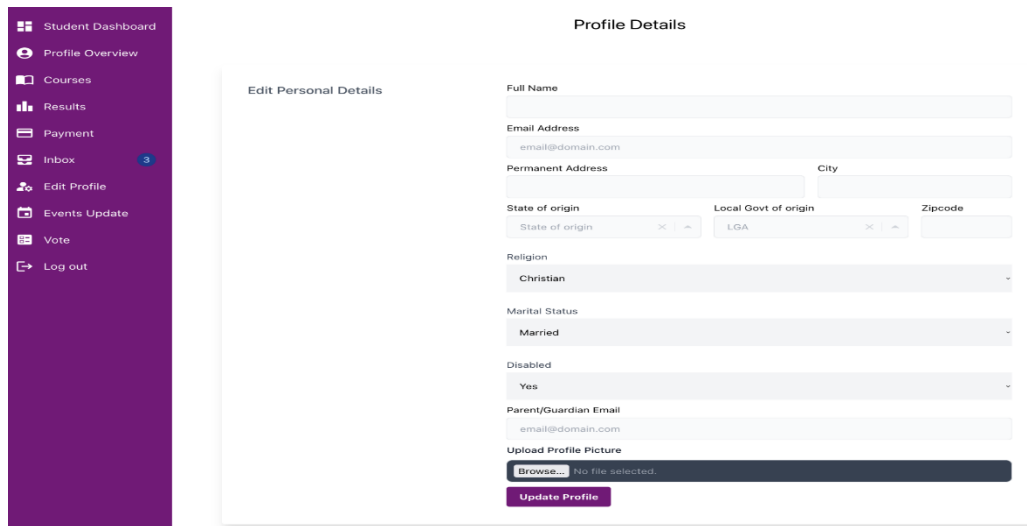 Student Dashboard
Profile Overview
Courses
Results
Payment
Inbox 3
Edit Profile
Events Update
Vote
Log out
Profile Details
Edit Personal Details
Full Name
Email Address
email@domain.com
Permanent Address City
State of origin Local Govt of origin Zipcode
State of origin LGA
Religion
Christian
Marital Status
Married
Disabled
Yes
Parent/Guardian Email
email@domain.com
Upload Profile Picture
Browse... No file selected.
Update Profile